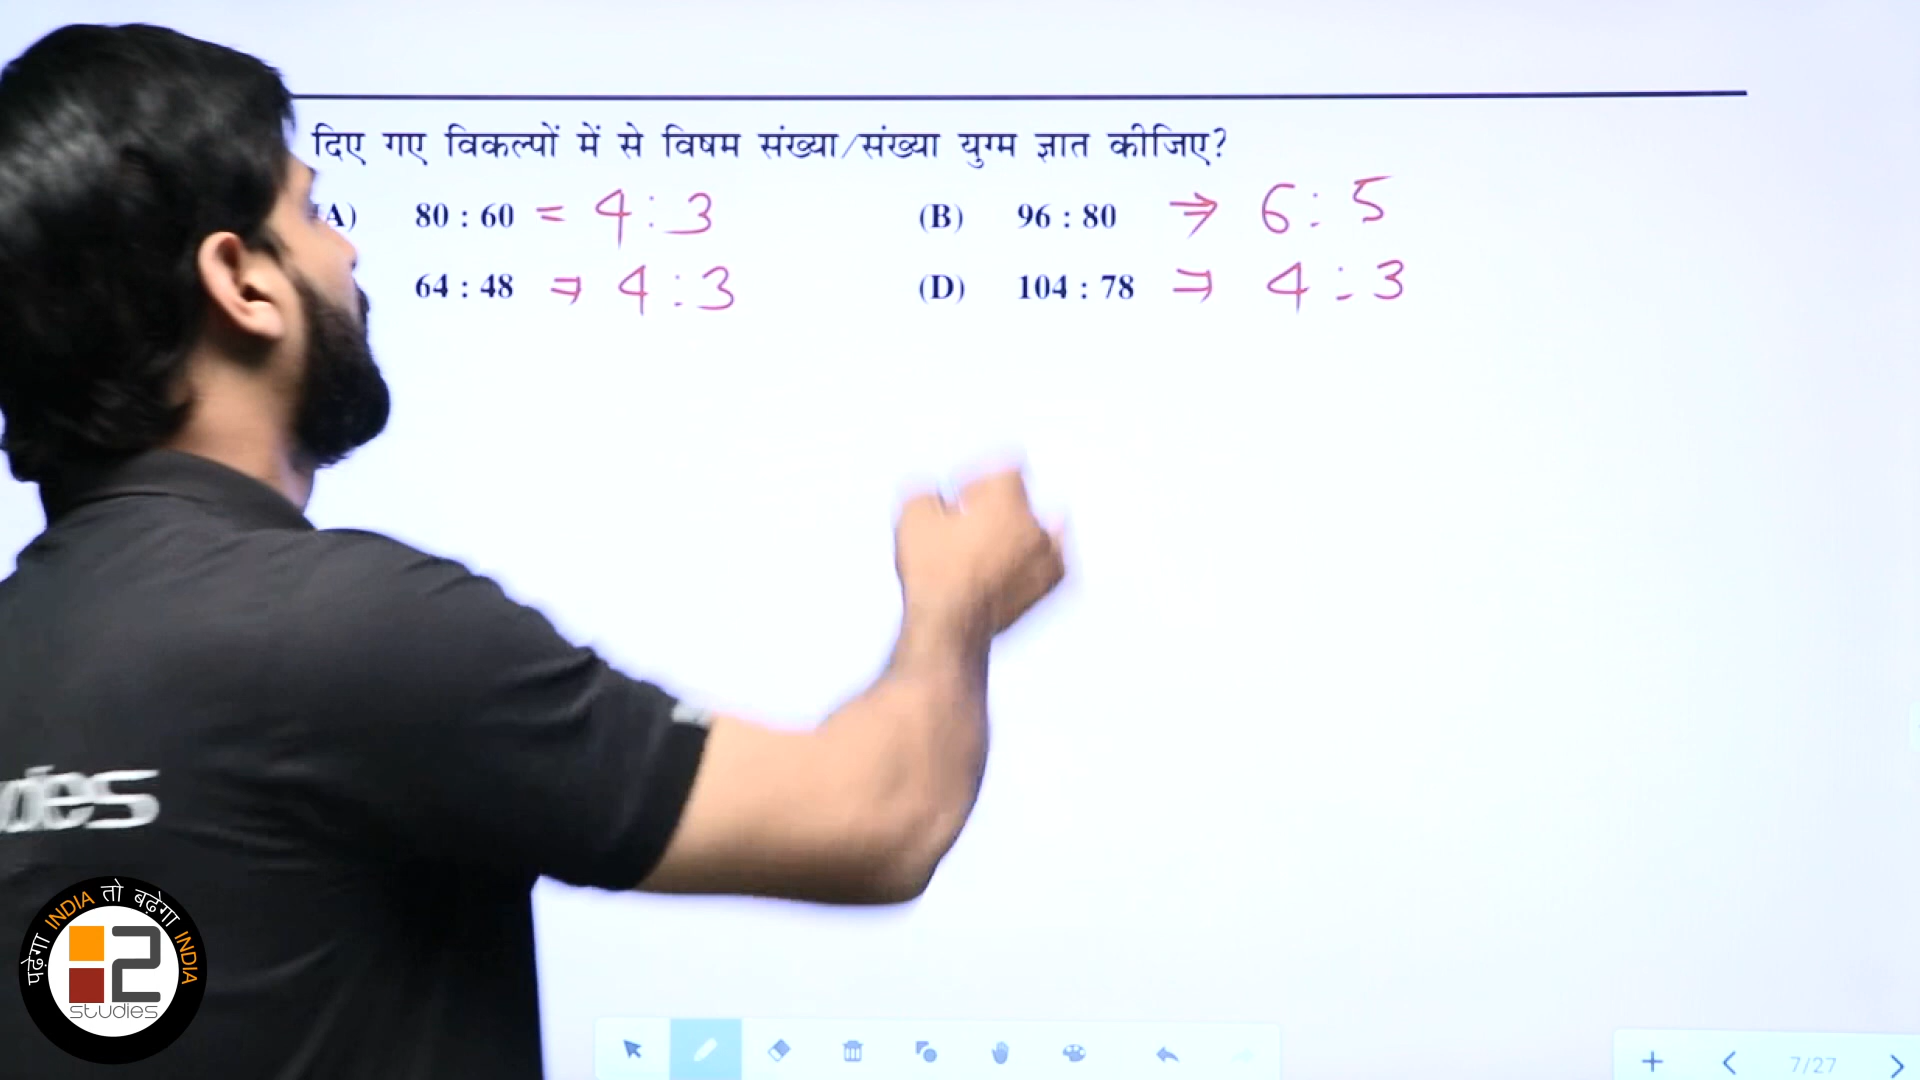 दिए गए विकल्पों में से विषम संख्या/संख्या युग्म ज्ञात कीजिए?
A) 80 : 60 = 4 : 3 (B) 96 : 80 ⇒ 6 : 5
64 : 48 ⇒ 4 : 3 (D) 104 : 78 ⇒ 4 : 3
dies
पढ़ेगा INDIA तो बढ़ेगा INDIA
i2
studies
7/27